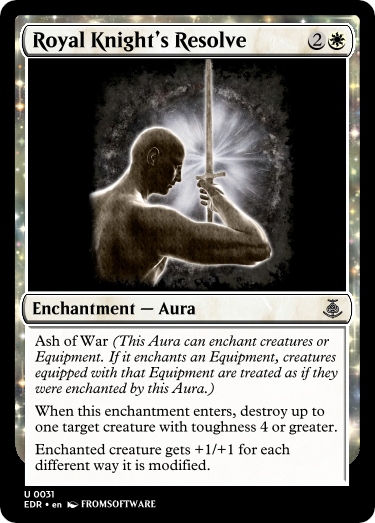 Royal Knight's Resolve 2
Enchantment — Aura
Ash of War (This Aura can enchant creatures or
Equipment. If it enchants an Equipment, creatures
equipped with that Equipment are treated as if they
were enchanted by this Aura.)
When this enchantment enters, destroy up to
one target creature with toughness 4 or greater.
Enchanted creature gets +1/+1 for each
different way it is modified.
U 0031
EDR • en FROMSOFTWARE